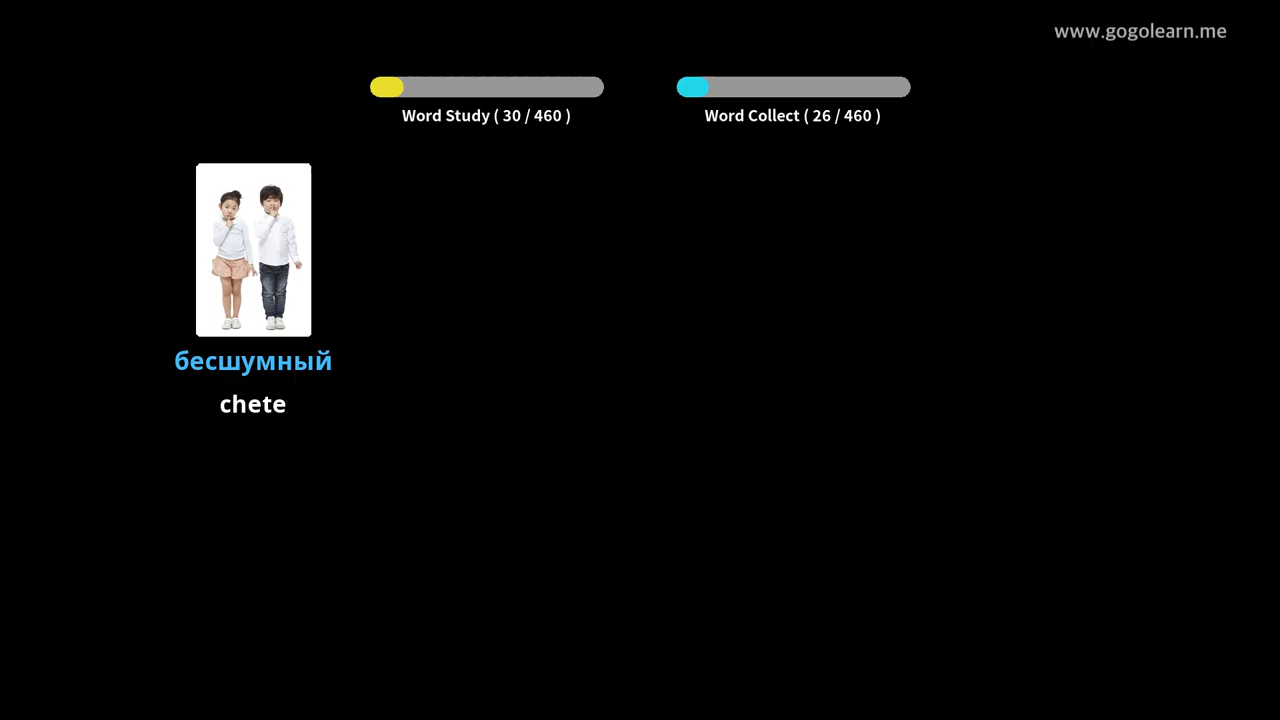 www.gogolearn.me
Word Study ( 30 / 460 )
Word Collect ( 26 / 460 )
бесшумный
chete